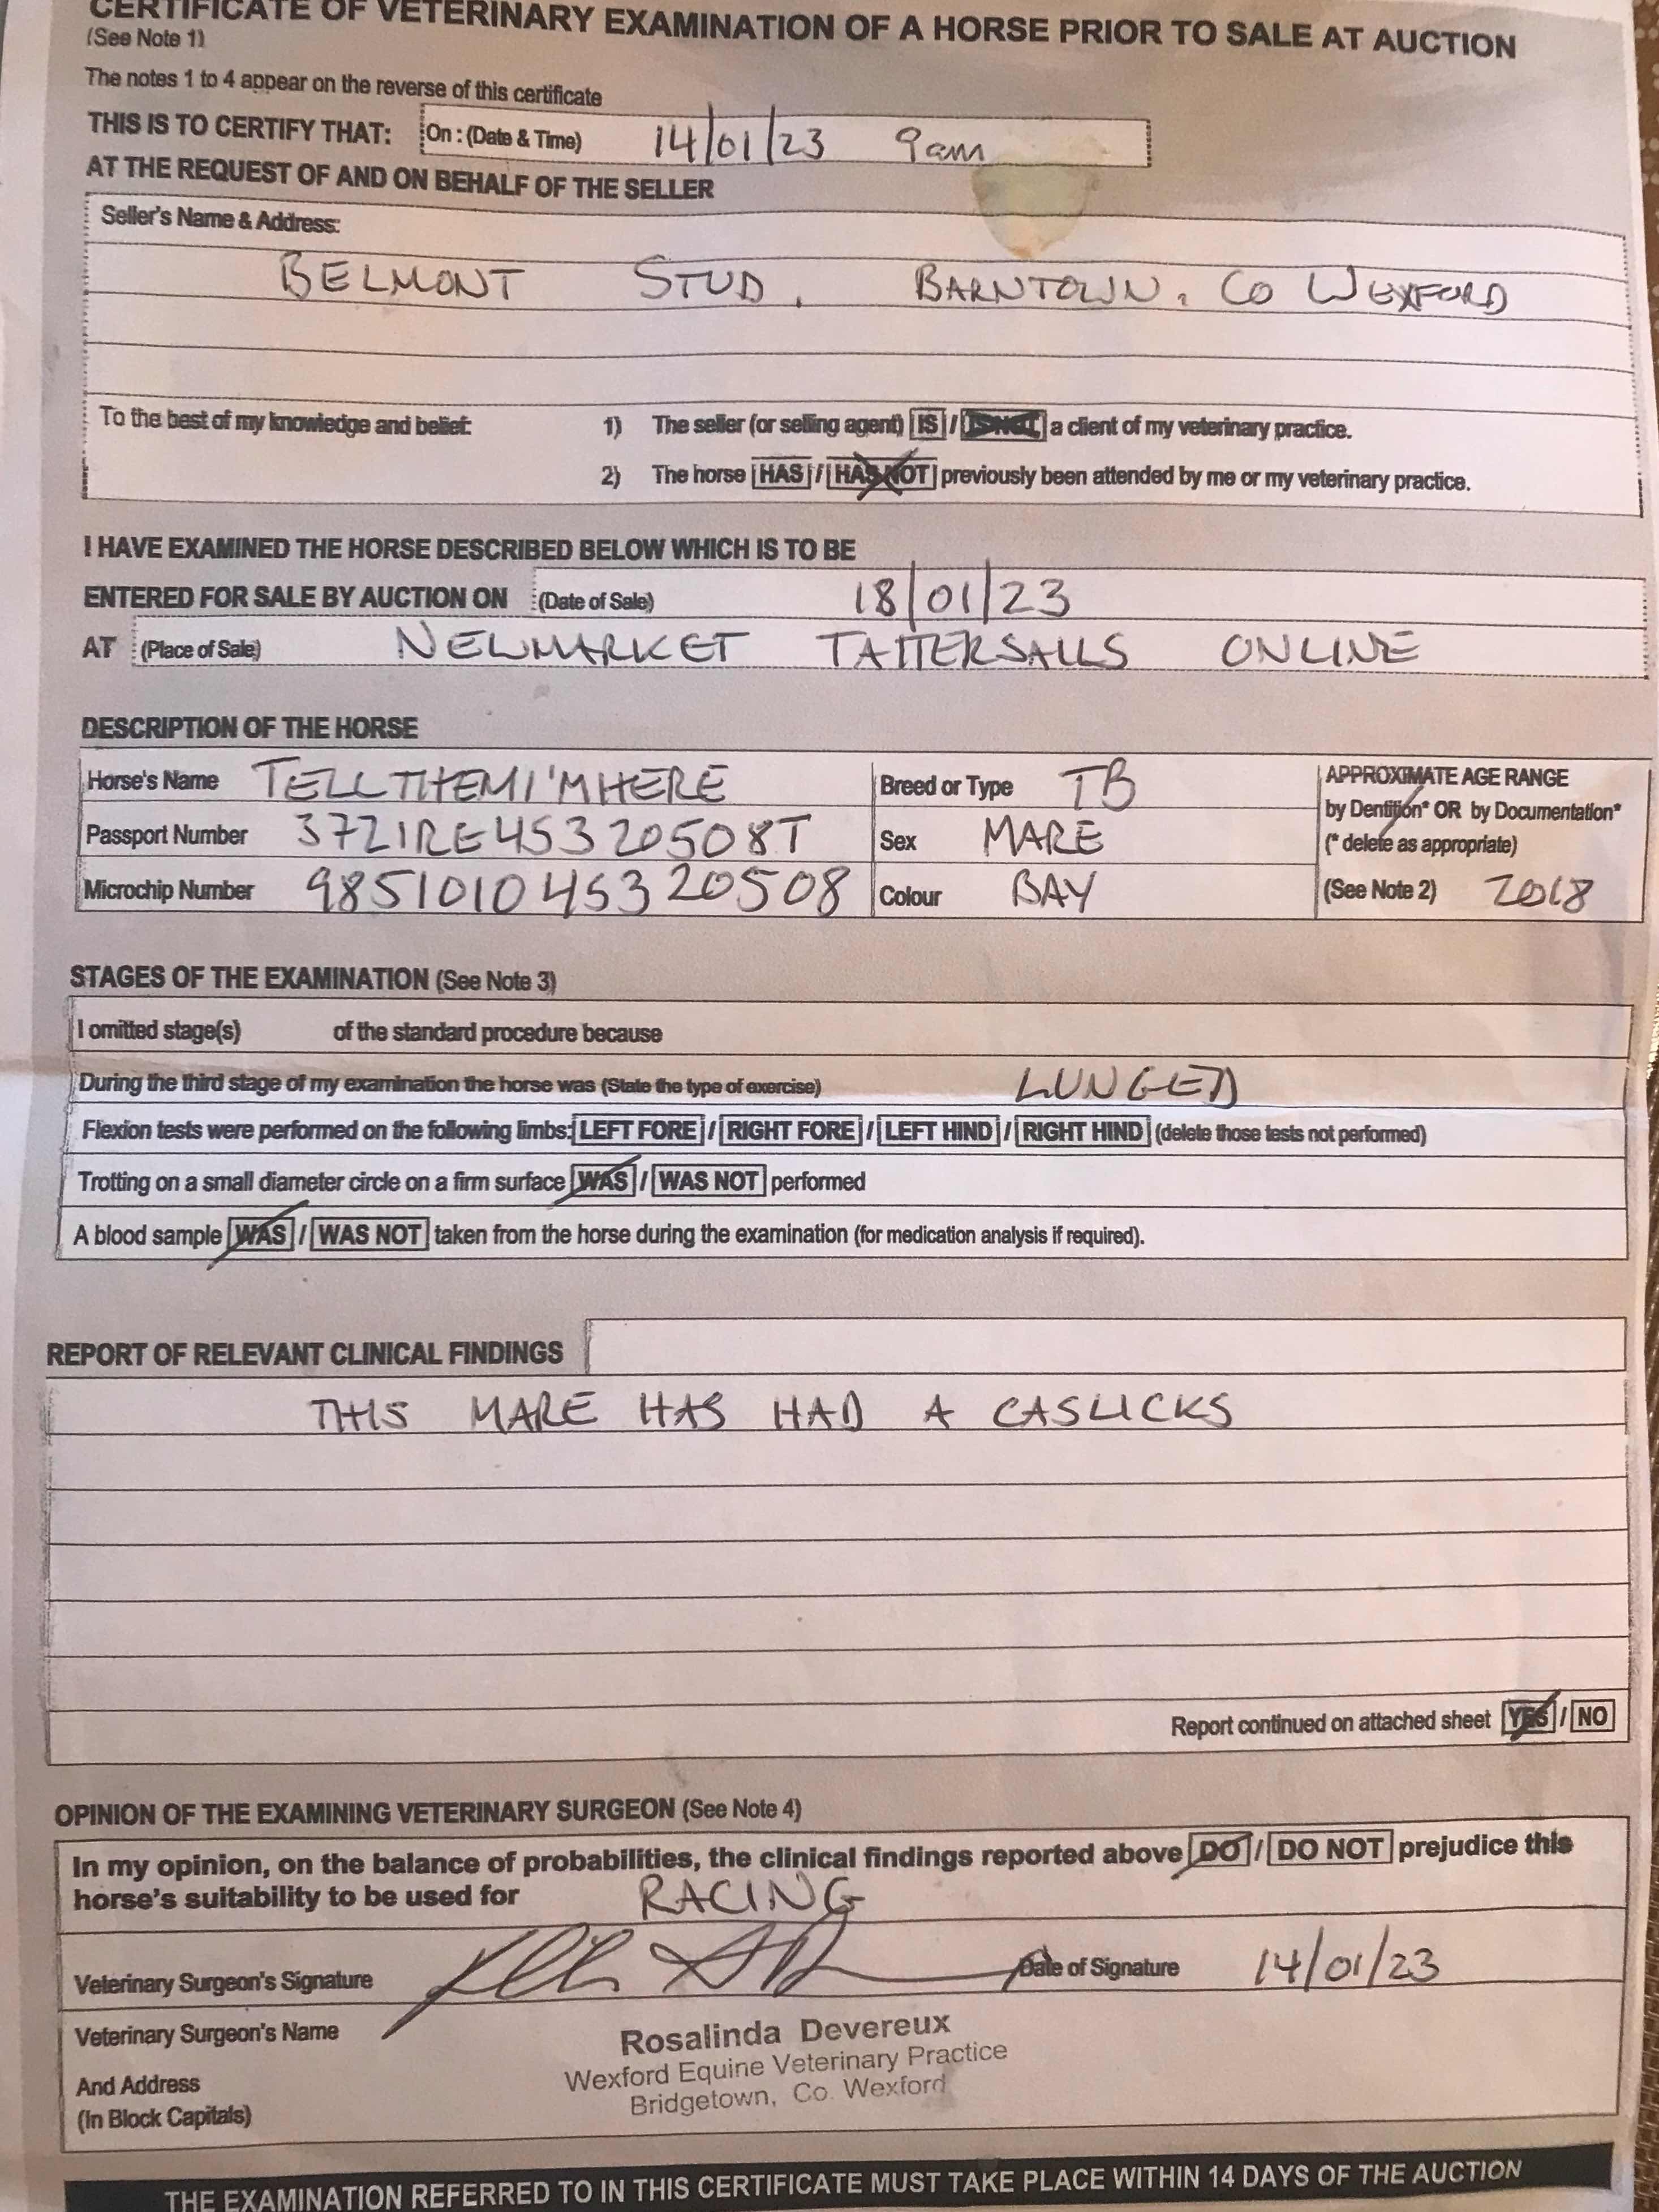 CERTIFICATE OF VETERINARY EXAMINATION OF A HORSE PRIOR TO SALE AT AUCTION
(See Note 1)
The notes 1 to 4 appear on the reverse of this certificate
THIS IS TO CERTIFY THAT: On : (Date & Time) 14/01/23 9am
AT THE REQUEST OF AND ON BEHALF OF THE SELLER
Seller's Name & Address:
BELMONT STUD, BARNTOWN, CO WEXFORD
To the best of my knowledge and belief: 1) The seller (or selling agent) IS / IS NOT a client of my veterinary practice.
2) The horse HAS / HAS NOT previously been attended by me or my veterinary practice.
I HAVE EXAMINED THE HORSE DESCRIBED BELOW WHICH IS TO BE
ENTERED FOR SALE BY AUCTION ON (Date of Sale) 18/01/23
AT (Place of Sale) NEWMARKET TATTERSALLS ONLINE
DESCRIPTION OF THE HORSE
Horse's Name TELLTHEMI'MHERE Breed or Type TB APPROXIMATE AGE RANGE
by Dentition* OR by Documentation*
Passport Number 372IRE45320508T Sex MARE (* delete as appropriate)
Microchip Number 985101045320508 Colour BAY (See Note 2) 2018
STAGES OF THE EXAMINATION (See Note 3)
I omitted stage(s) of the standard procedure because
During the third stage of my examination the horse was (State the type of exercise) LUNGED
Flexion tests were performed on the following limbs: LEFT FORE / RIGHT FORE / LEFT HIND / RIGHT HIND (delete those tests not performed)
Trotting on a small diameter circle on a firm surface WAS / WAS NOT performed
A blood sample WAS / WAS NOT taken from the horse during the examination (for medication analysis if required).
REPORT OF RELEVANT CLINICAL FINDINGS
THIS MARE HAS HAD A CASLICKS
Report continued on attached sheet YES / NO
OPINION OF THE EXAMINING VETERINARY SURGEON (See Note 4)
In my opinion, on the balance of probabilities, the clinical findings reported above DO / DO NOT prejudice this
horse's suitability to be used for RACING
Veterinary Surgeon's Signature Date of Signature 14/01/23
Veterinary Surgeon's Name Rosalinda Devereux
Wexford Equine Veterinary Practice
And Address Bridgetown, Co. Wexford
(In Block Capitals)
THE EXAMINATION REFERRED TO IN THIS CERTIFICATE MUST TAKE PLACE WITHIN 14 DAYS OF THE AUCTION